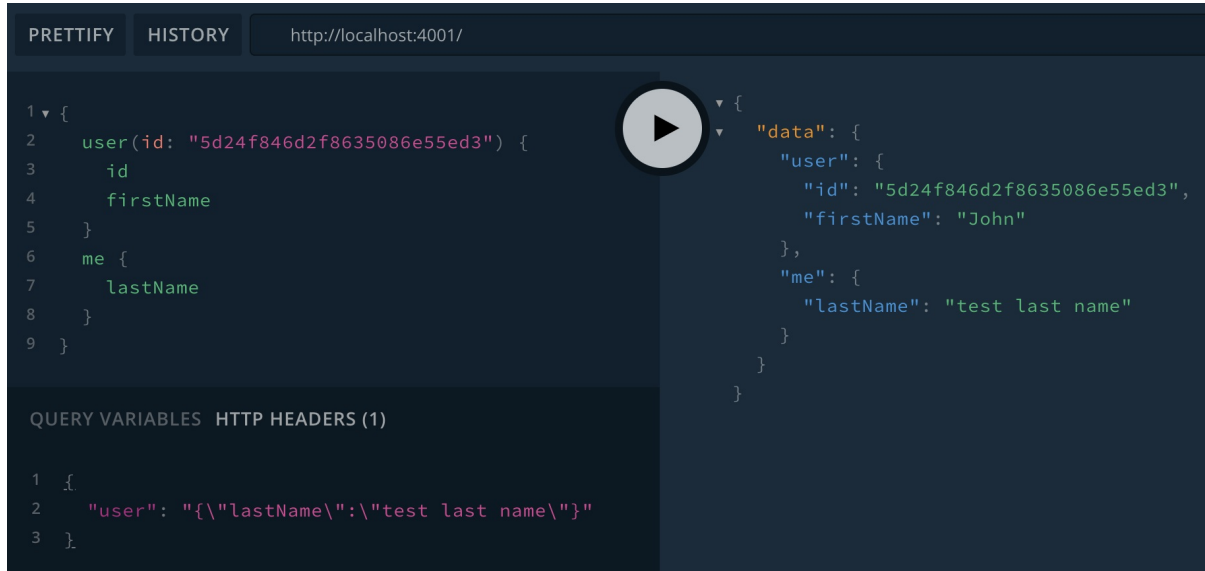 PRETTIFY HISTORY http://localhost:4001/
1 {
2 user(id: "5d24f846d2f8635086e55ed3") {
3 id
4 firstName
5 }
6 me {
7 lastName
8 }
9 }
QUERY VARIABLES HTTP HEADERS (1)
1 {
2 "user": "{\"lastName\":\"test last name\"}"
3 }
{
"data": {
"user": {
"id": "5d24f846d2f8635086e55ed3",
"firstName": "John"
},
"me": {
"lastName": "test last name"
}
}
}